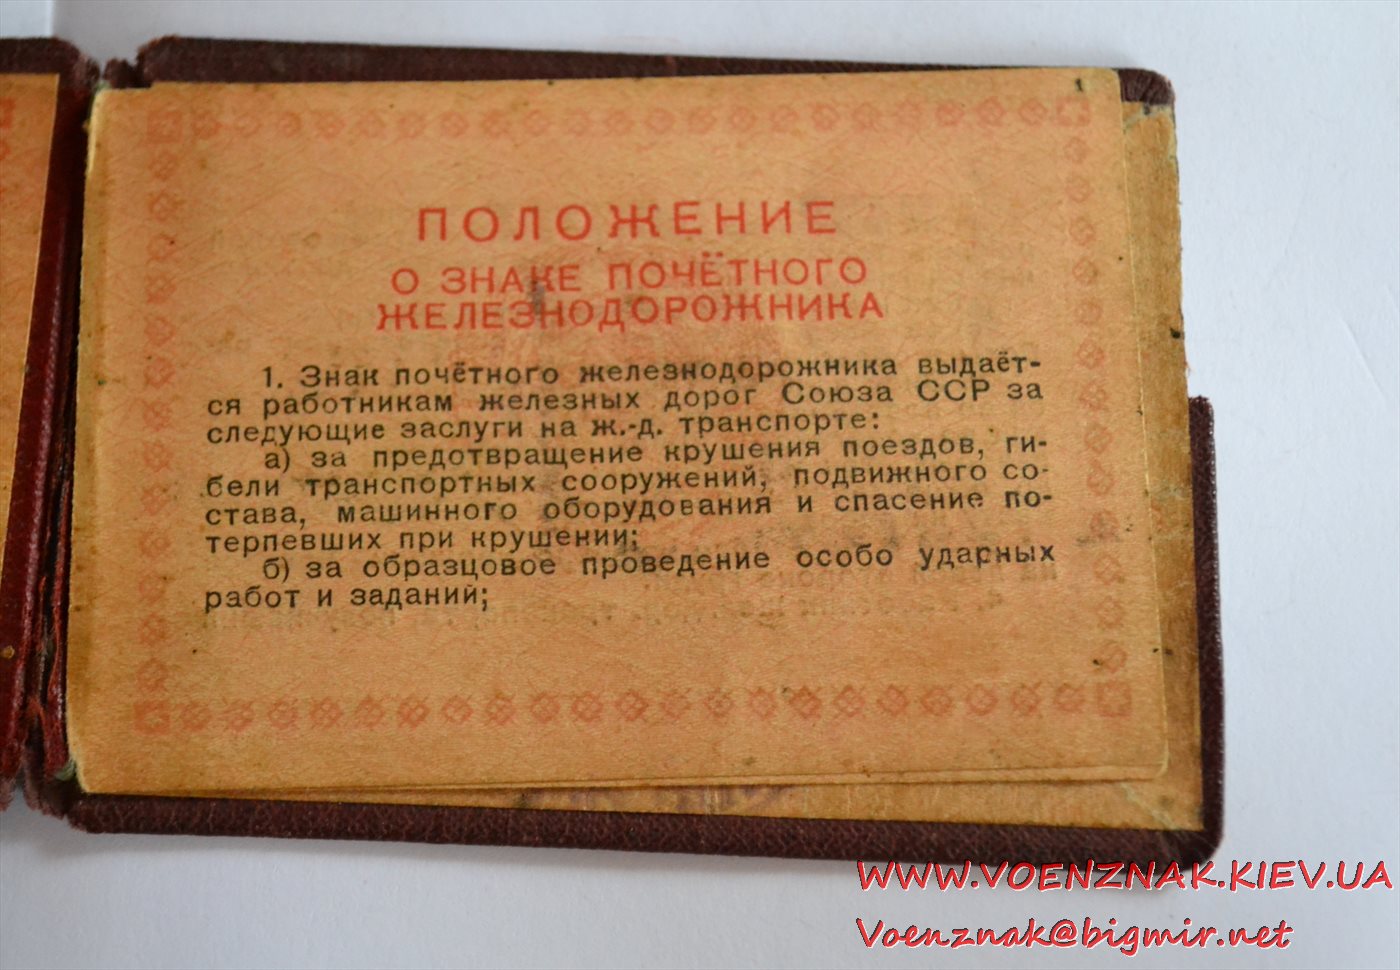 ПОЛОЖЕНИЕ
О ЗНАКЕ ПОЧЁТНОГО
ЖЕЛЕЗНОДОРОЖНИКА
1. Знак почётного железнодорожника выдаёт-
ся работникам железных дорог Союза ССР за
следующие заслуги на ж.-д. транспорте:
а) за предотвращение крушения поездов, ги-
бели транспортных сооружений, подвижного со-
става, машинного оборудования и спасение по-
терпевших при крушении;
б) за образцовое проведение особо ударных
работ и заданий;
WWW.VOENZNAK.KIEV.UA
Voenznak@bigmir.net